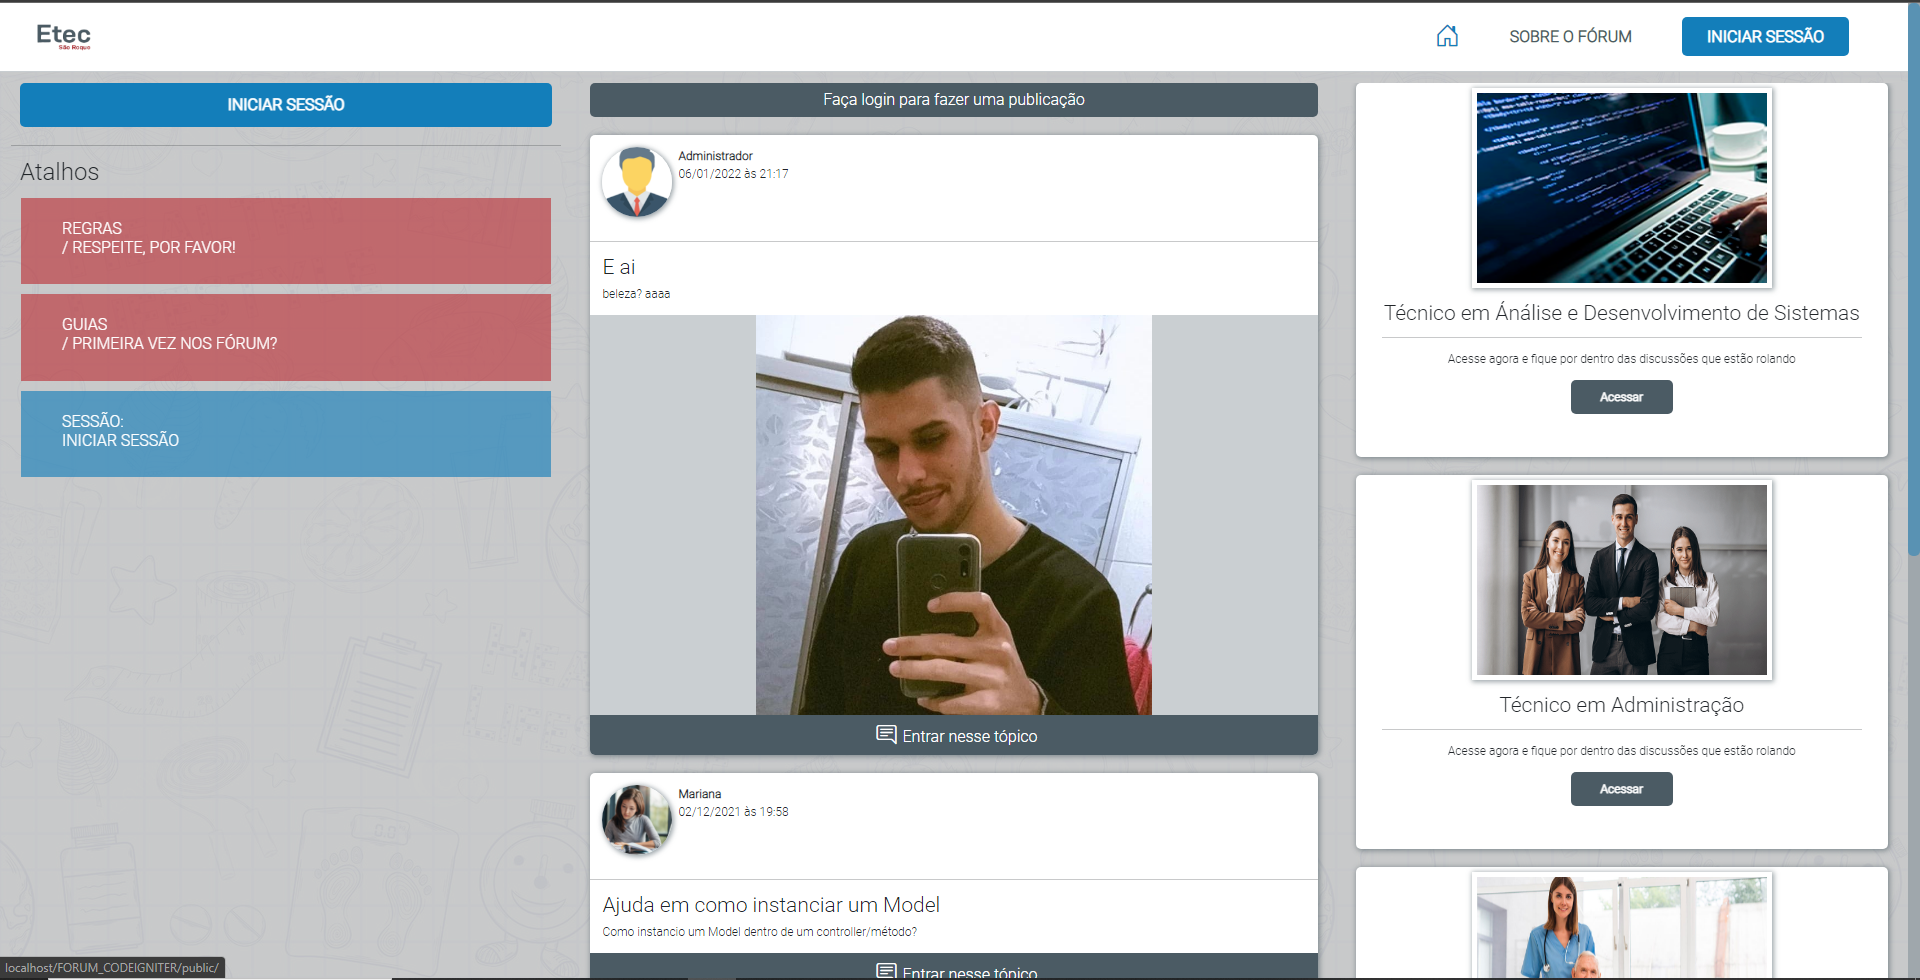 Etec
São Roque
SOBRE O FÓRUM
INICIAR SESSÃO
INICIAR SESSÃO
Atalhos
REGRAS
/ RESPEITE, POR FAVOR!
GUIAS
/ PRIMEIRA VEZ NOS FÓRUM?
SESSÃO:
INICIAR SESSÃO
Faça login para fazer uma publicação
Administrador
06/01/2022 às 21:17
E ai
beleza? aaaa
Entrar nesse tópico
Mariana
02/12/2021 às 19:58
Ajuda em como instanciar um Model
Como instancio um Model dentro de um controller/método?
Entrar nesse tópico
Técnico em Ánálise e Desenvolvimento de Sistemas
Acesse agora e fique por dentro das discussões que estão rolando
Acessar
Técnico em Administração
Acesse agora e fique por dentro das discussões que estão rolando
Acessar
localhost/FORUM_CODEIGNITER/public/